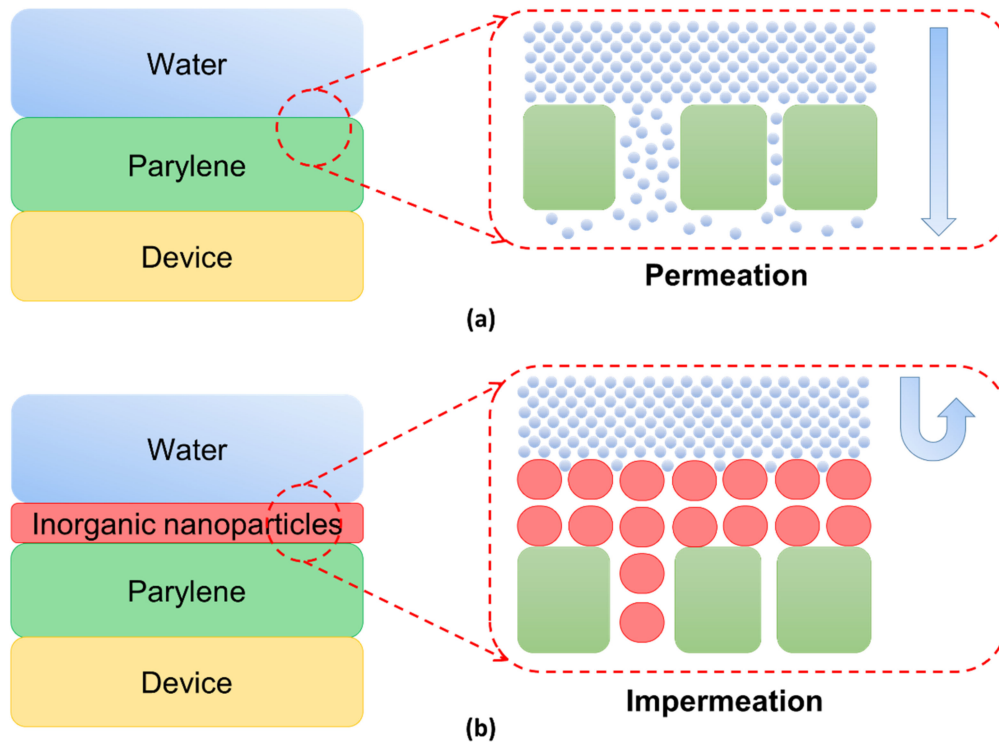 Water
Parylene
Device
Permeation
(a)
Water
Inorganic nanoparticles
Parylene
Device
Impermeation
(b)